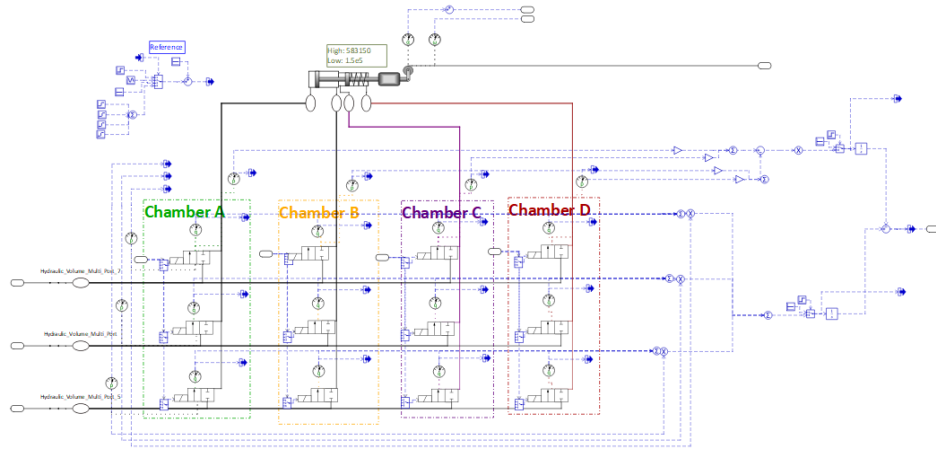 Reference
High: 583150
Low: 1.5e5
Chamber A
Chamber B
Chamber C
Chamber D
Hydraulic_Volume_Multi_Port_7
Hydraulic_Volume_Multi_Port
Hydraulic_Volume_Multi_Port_5